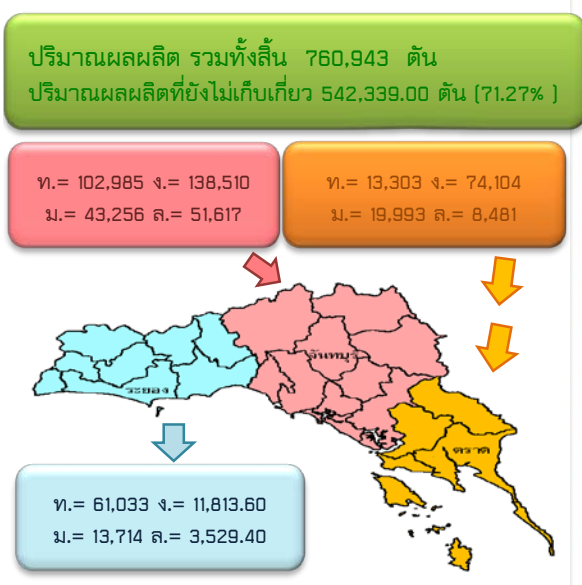 ปริมาณผลผลิต รวมทั้งสิ้น 760,943 ตัน
ปริมาณผลผลิตที่ยังไม่เก็บเกี่ยว 542,339.00 ตัน (71.27% )
ท.= 102,985 ง.= 138,510
ม.= 43,256 ล.= 51,617
ท.= 13,303 ง.= 74,104
ม.= 19,993 ล.= 8,481
จันทบุรี
ระยอง
ตราด
ท.= 61,033 ง.= 11,813.60
ม.= 13,714 ล.= 3,529.40